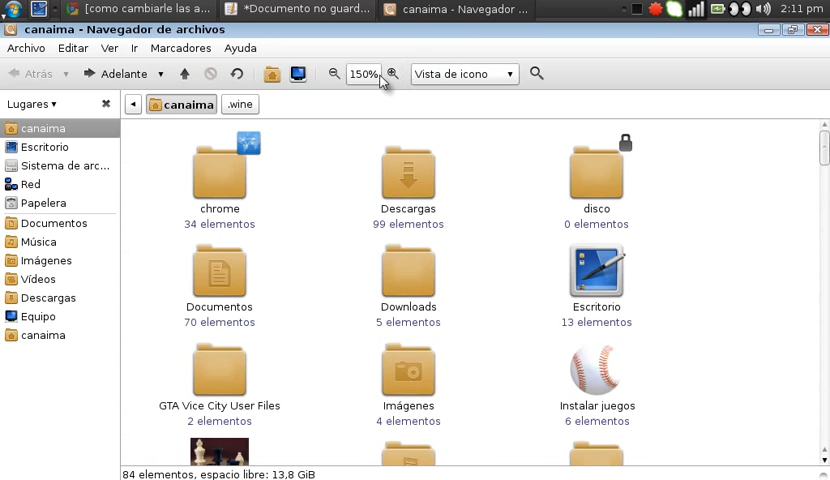 [como cambiarle las a...
*Documento no guard...
canaima - Navegador ...
2:11 pm
canaima - Navegador de archivos
Archivo Editar Ver Ir Marcadores Ayuda
Atrás Adelante 150% Vista de icono
Lugares canaima .wine
canaima
Escritorio
Sistema de arc...
Red
Papelera
Documentos
Música
Imágenes
Vídeos
Descargas
Equipo
canaima
chrome Descargas disco
34 elementos 99 elementos 0 elementos
Documentos Downloads Escritorio
70 elementos 5 elementos 13 elementos
GTA Vice City User Files Imágenes Instalar juegos
2 elementos 4 elementos 6 elementos
84 elementos, espacio libre: 13,8 GiB